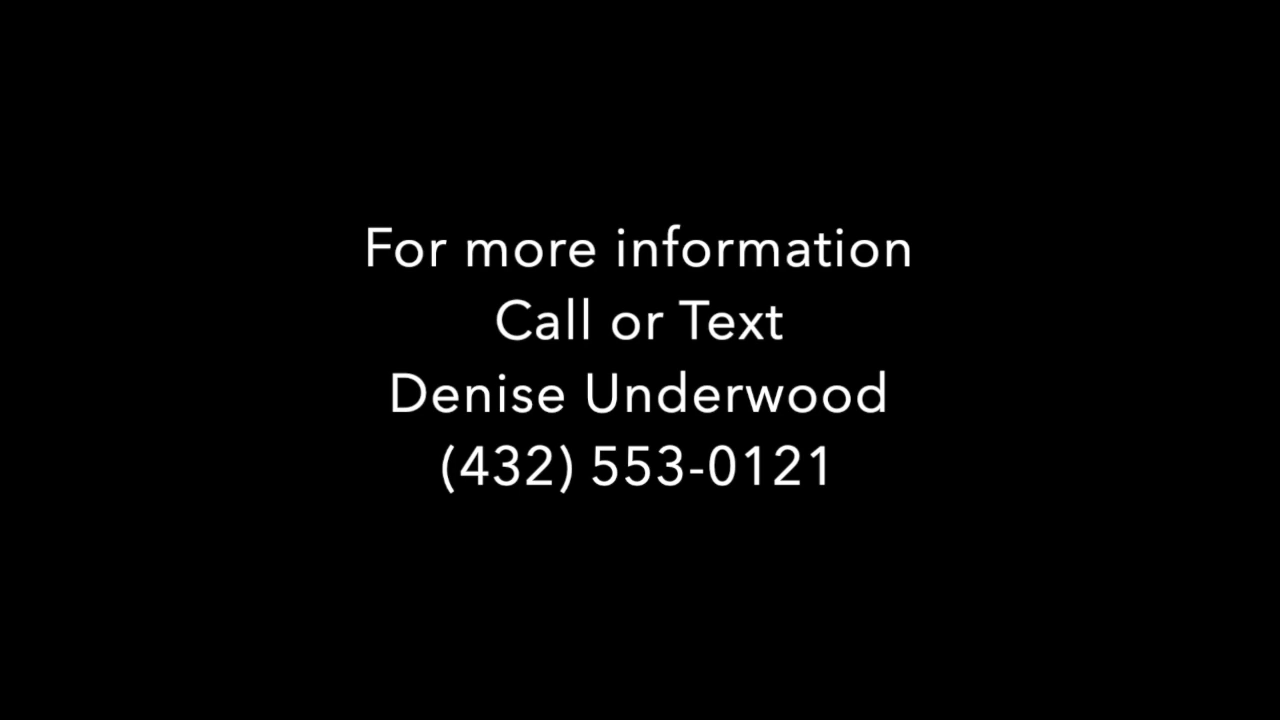 For more information
Call or Text
Denise Underwood
(432) 553-0121